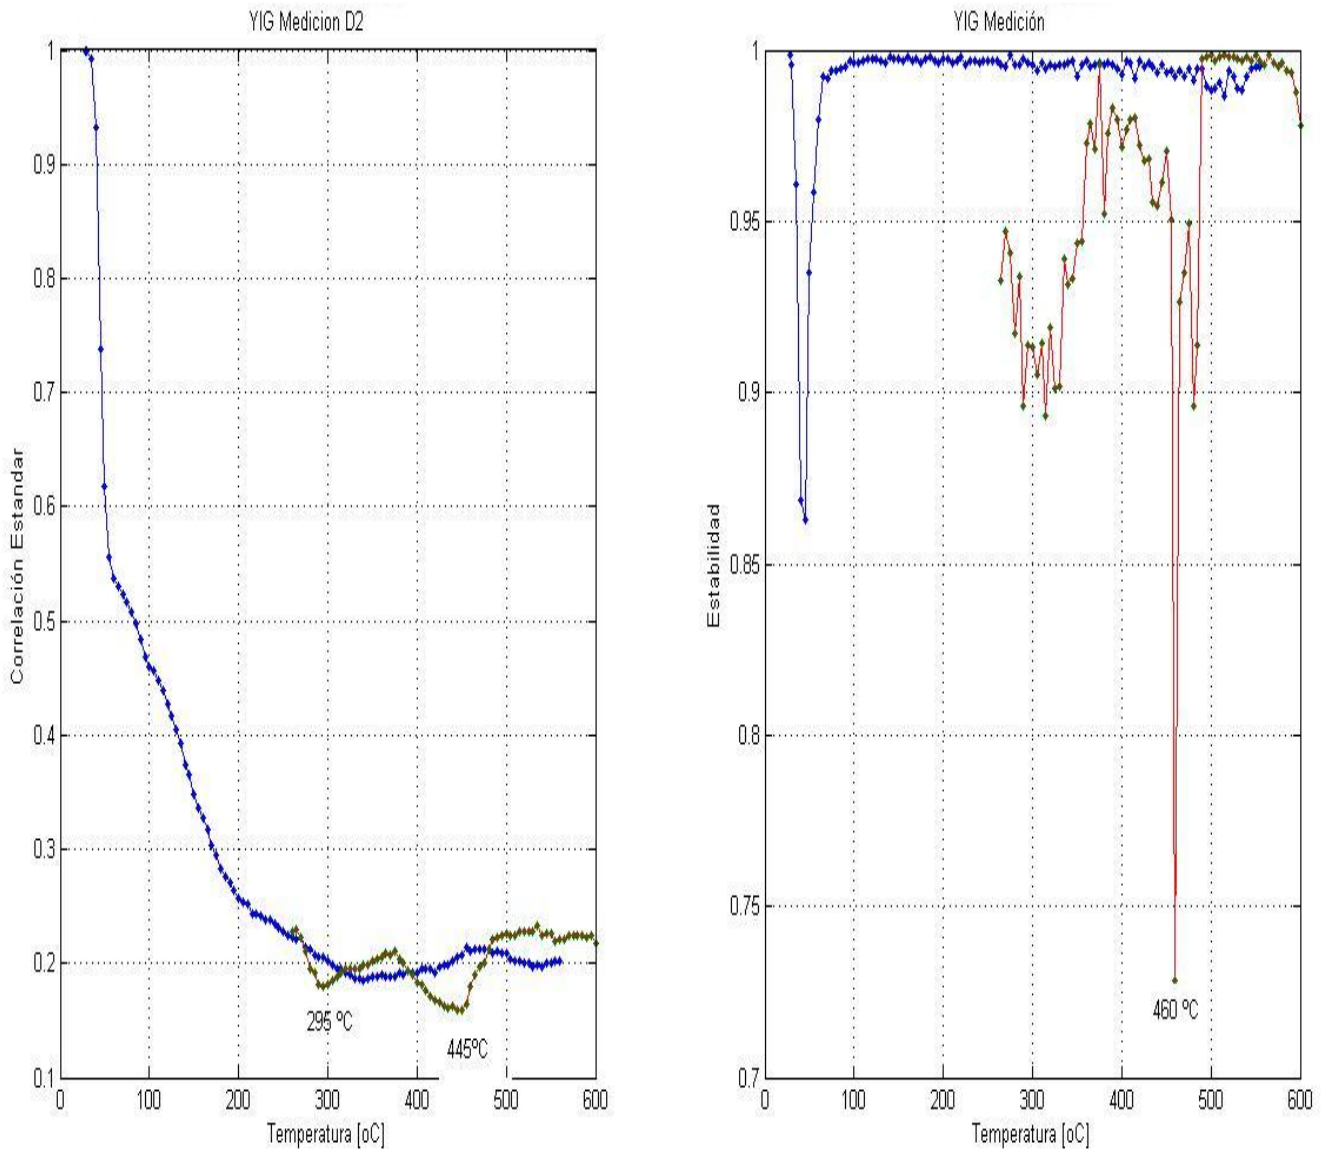 YIG Medicion D2
1
0.9
0.8
0.7
0.6
0.5
0.4
0.3
0.2
0.1
Correlación Estandar
295 ºC
445ºC
0 100 200 300 400 500 600
Temperatura [oC]
YIG Medición
1
0.95
0.9
0.85
0.8
0.75
0.7
Estabilidad
460 ºC
0 100 200 300 400 500 600
Temperatura [oC]